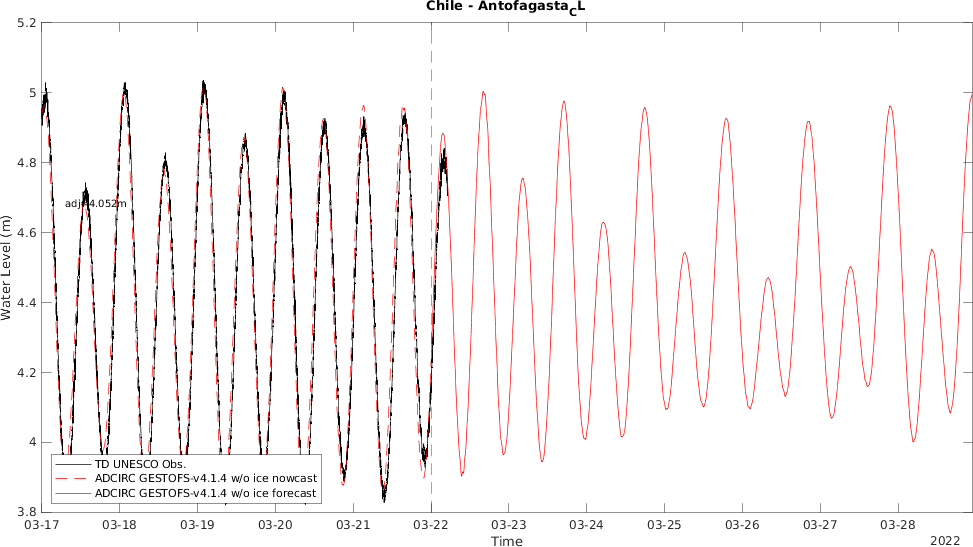 Chile - Antofagasta_CL
5.2
5
4.8
4.6
4.4
4.2
4
3.8
Water Level (m)
adj=4.052m
TD UNESCO Obs.
ADCIRC GESTOFS-v4.1.4 w/o ice nowcast
ADCIRC GESTOFS-v4.1.4 w/o ice forecast
03-17 03-18 03-19 03-20 03-21 03-22 03-23 03-24 03-25 03-26 03-27 03-28
Time
2022